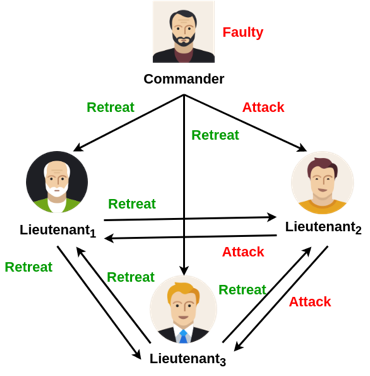 Faulty
Commander
Retreat
Attack
Retreat
Retreat
Lieutenant1
Lieutenant2
Attack
Retreat
Retreat
Retreat
Attack
Lieutenant3